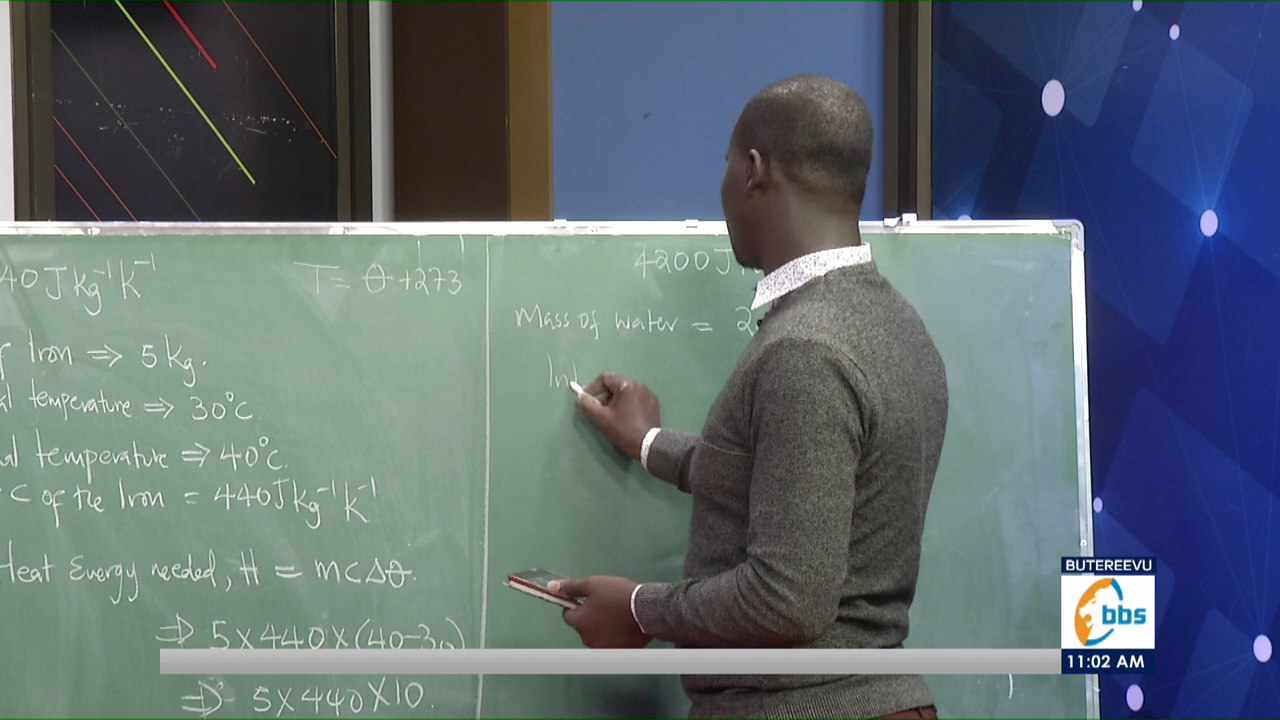 40 J kg⁻¹ k⁻¹
T = θ + 273
Iron ⇒ 5 kg.
temperature ⇒ 30°C.
temperature ⇒ 40°C.
C of the Iron = 440 J kg⁻¹ k⁻¹
Heat Energy needed, H = mcΔθ.
⇒ 5 x 440 x (40-30)
⇒ 5 x 440 x 10.
4200 J
Mass of water = 2
BUTEREEVU
bbs
11:02 AM